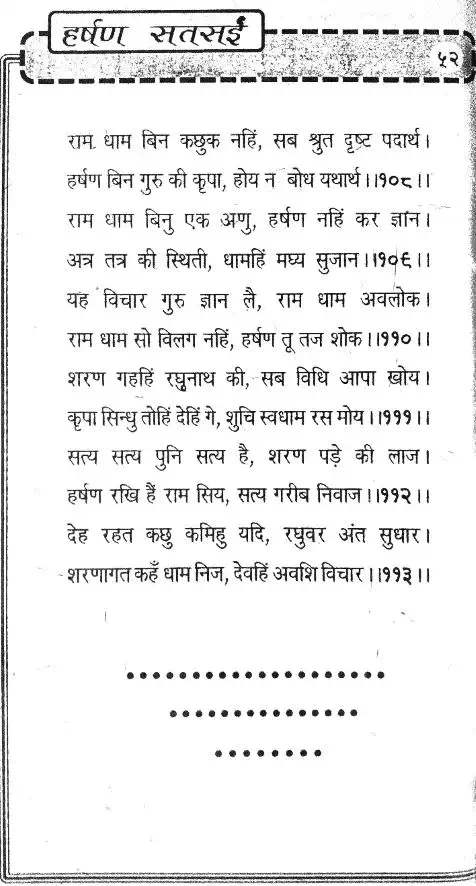 हर्षण सतसई
५२
राम धाम बिन कछुक नहिं, सब श्रुत दृष्ट पदार्थ।
हर्षण बिन गुरु की कृपा, होय न बोध यथार्थ।।१०८।।
राम धाम बिनु एक अणु, हर्षण नहिं कर ज्ञान।
अत्र तत्र की स्थिती, धामहिं मघ्य सुजान।।१०६।।
यह विचार गुरु ज्ञान लै, राम धाम अवलोक।
राम धाम सो विलग नहिं, हर्षण तू तज शोक।।११०।।
शरण गहहिं रघुनाथ की, सब विधि आपा खोय।
कृपा सिन्धु तोहिं देहिं गे, शुचि स्वधाम रस मोय।।१११।।
सत्य सत्य पुनि सत्य है, शरण पड़े की लाज।
हर्षण रखि हैं राम सिय, सत्य गरीब निवाज।।११२।।
देह रहत कछु कमिहु यदि, रघुवर अंत सुधार।
शरणागत कहँ धाम निज, देवहिं अवशि विचार।।११३।।